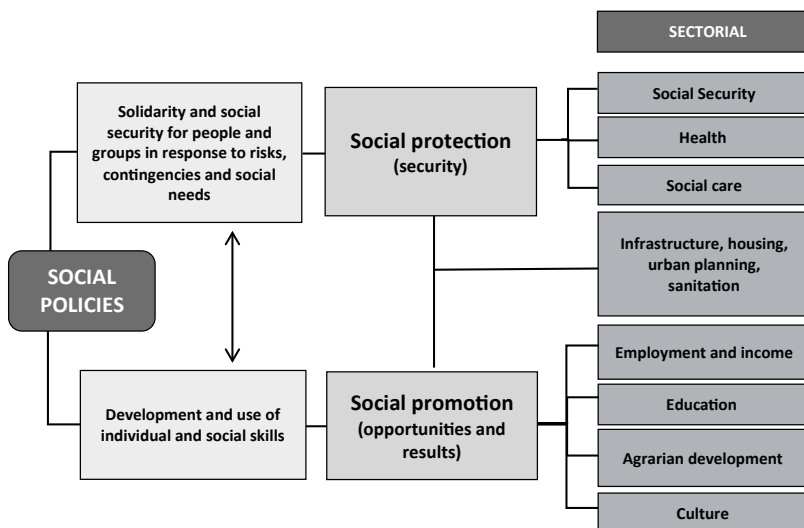 SECTORIAL
Solidarity and social
security for people and
groups in response to risks,
contingencies and social
needs
Social protection
(security)
Social Security
Health
Social care
Infrastructure, housing,
urban planning,
sanitation
SOCIAL
POLICIES
Development and use of
individual and social skills
Social promotion
(opportunities and
results)
Employment and income
Education
Agrarian development
Culture